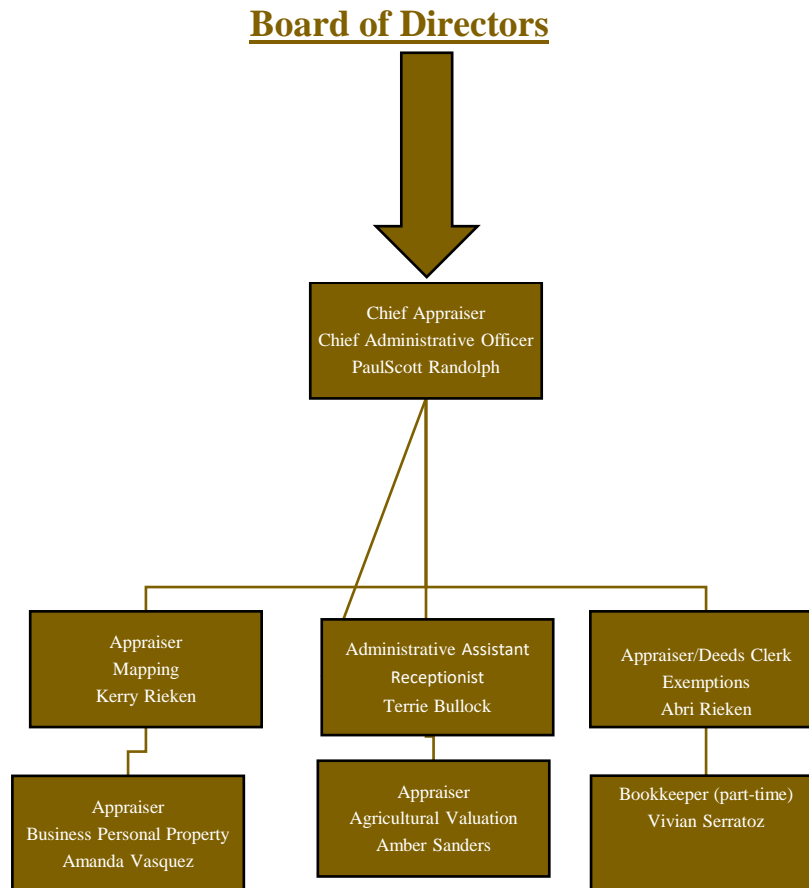 Board of Directors
Chief Appraiser
Chief Administrative Officer
PaulScott Randolph
Appraiser
Mapping
Kerry Rieken
Administrative Assistant
Receptionist
Terrie Bullock
Appraiser/Deeds Clerk
Exemptions
Abri Rieken
Appraiser
Business Personal Property
Amanda Vasquez
Appraiser
Agricultural Valuation
Amber Sanders
Bookkeeper (part-time)
Vivian Serratoz